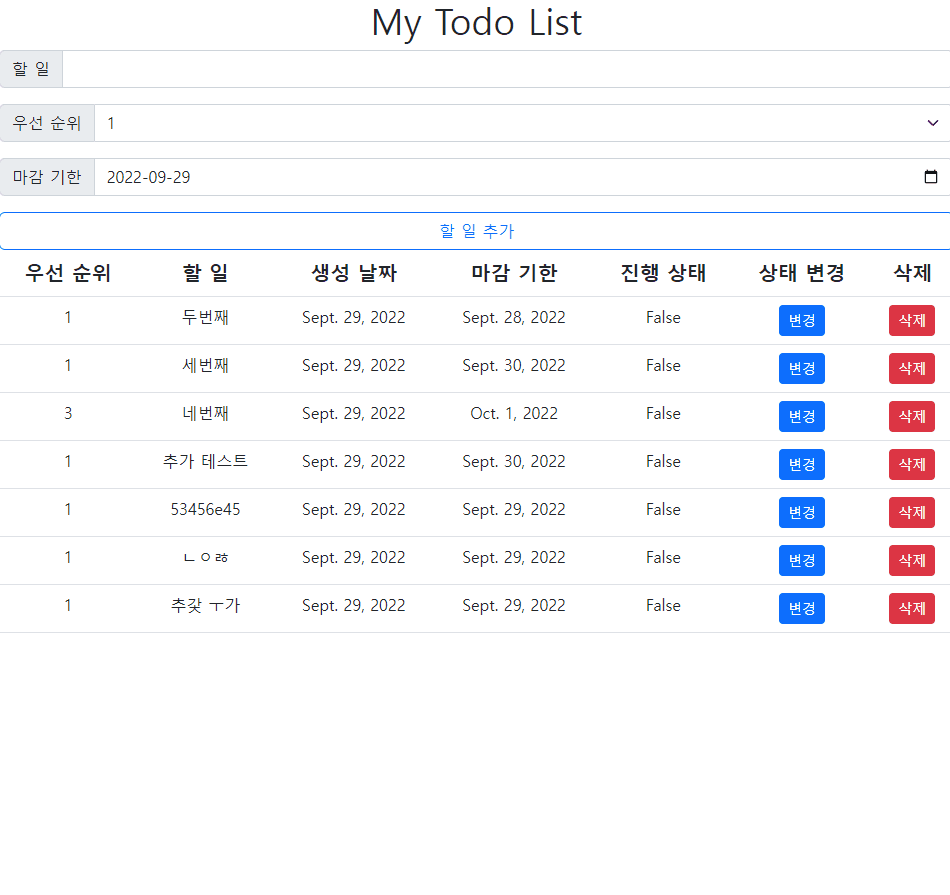 My Todo List
할 일
우선 순위 1
마감 기한 2022-09-29
할 일 추가
우선 순위 할 일 생성 날짜 마감 기한 진행 상태 상태 변경 삭제
1 두번째 Sept. 29, 2022 Sept. 28, 2022 False 변경 삭제
1 세번째 Sept. 29, 2022 Sept. 30, 2022 False 변경 삭제
3 네번째 Sept. 29, 2022 Oct. 1, 2022 False 변경 삭제
1 추가 테스트 Sept. 29, 2022 Sept. 30, 2022 False 변경 삭제
1 53456e45 Sept. 29, 2022 Sept. 29, 2022 False 변경 삭제
1 Sept. 29, 2022 Sept. 29, 2022 False 변경 삭제
1 추갖 ㅜ가 Sept. 29, 2022 Sept. 29, 2022 False 변경 삭제